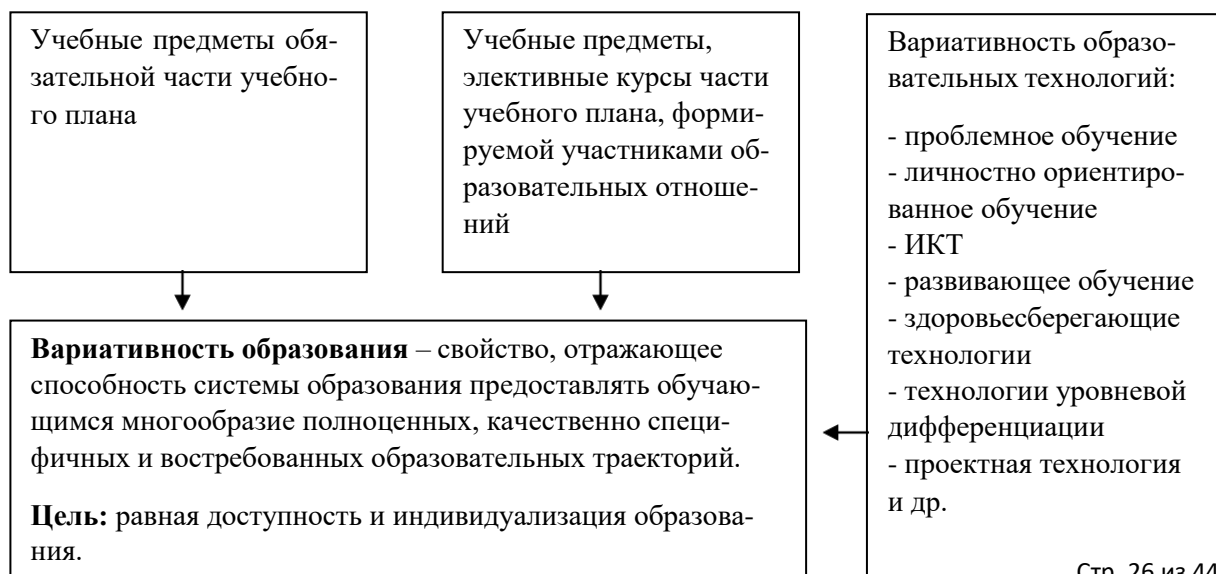 Учебные предметы обя-
зательной части учебно-
го плана
Учебные предметы,
элективные курсы части
учебного плана, форми-
руемой участниками об-
разовательных отноше-
ний
Вариативность образо-
вательных технологий:
- проблемное обучение
- личностно ориентиро-
ванное обучение
- ИКТ
- развивающее обучение
- здоровьесберегающие
технологии
- технологии уровневой
дифференциации
- проектная технология
и др.
Вариативность образования – свойство, отражающее
способность системы образования предоставлять обучаю-
щимся многообразие полноценных, качественно специ-
фичных и востребованных образовательных траекторий.
Цель: равная доступность и индивидуализация образова-
ния.
Стр. 26 из 44